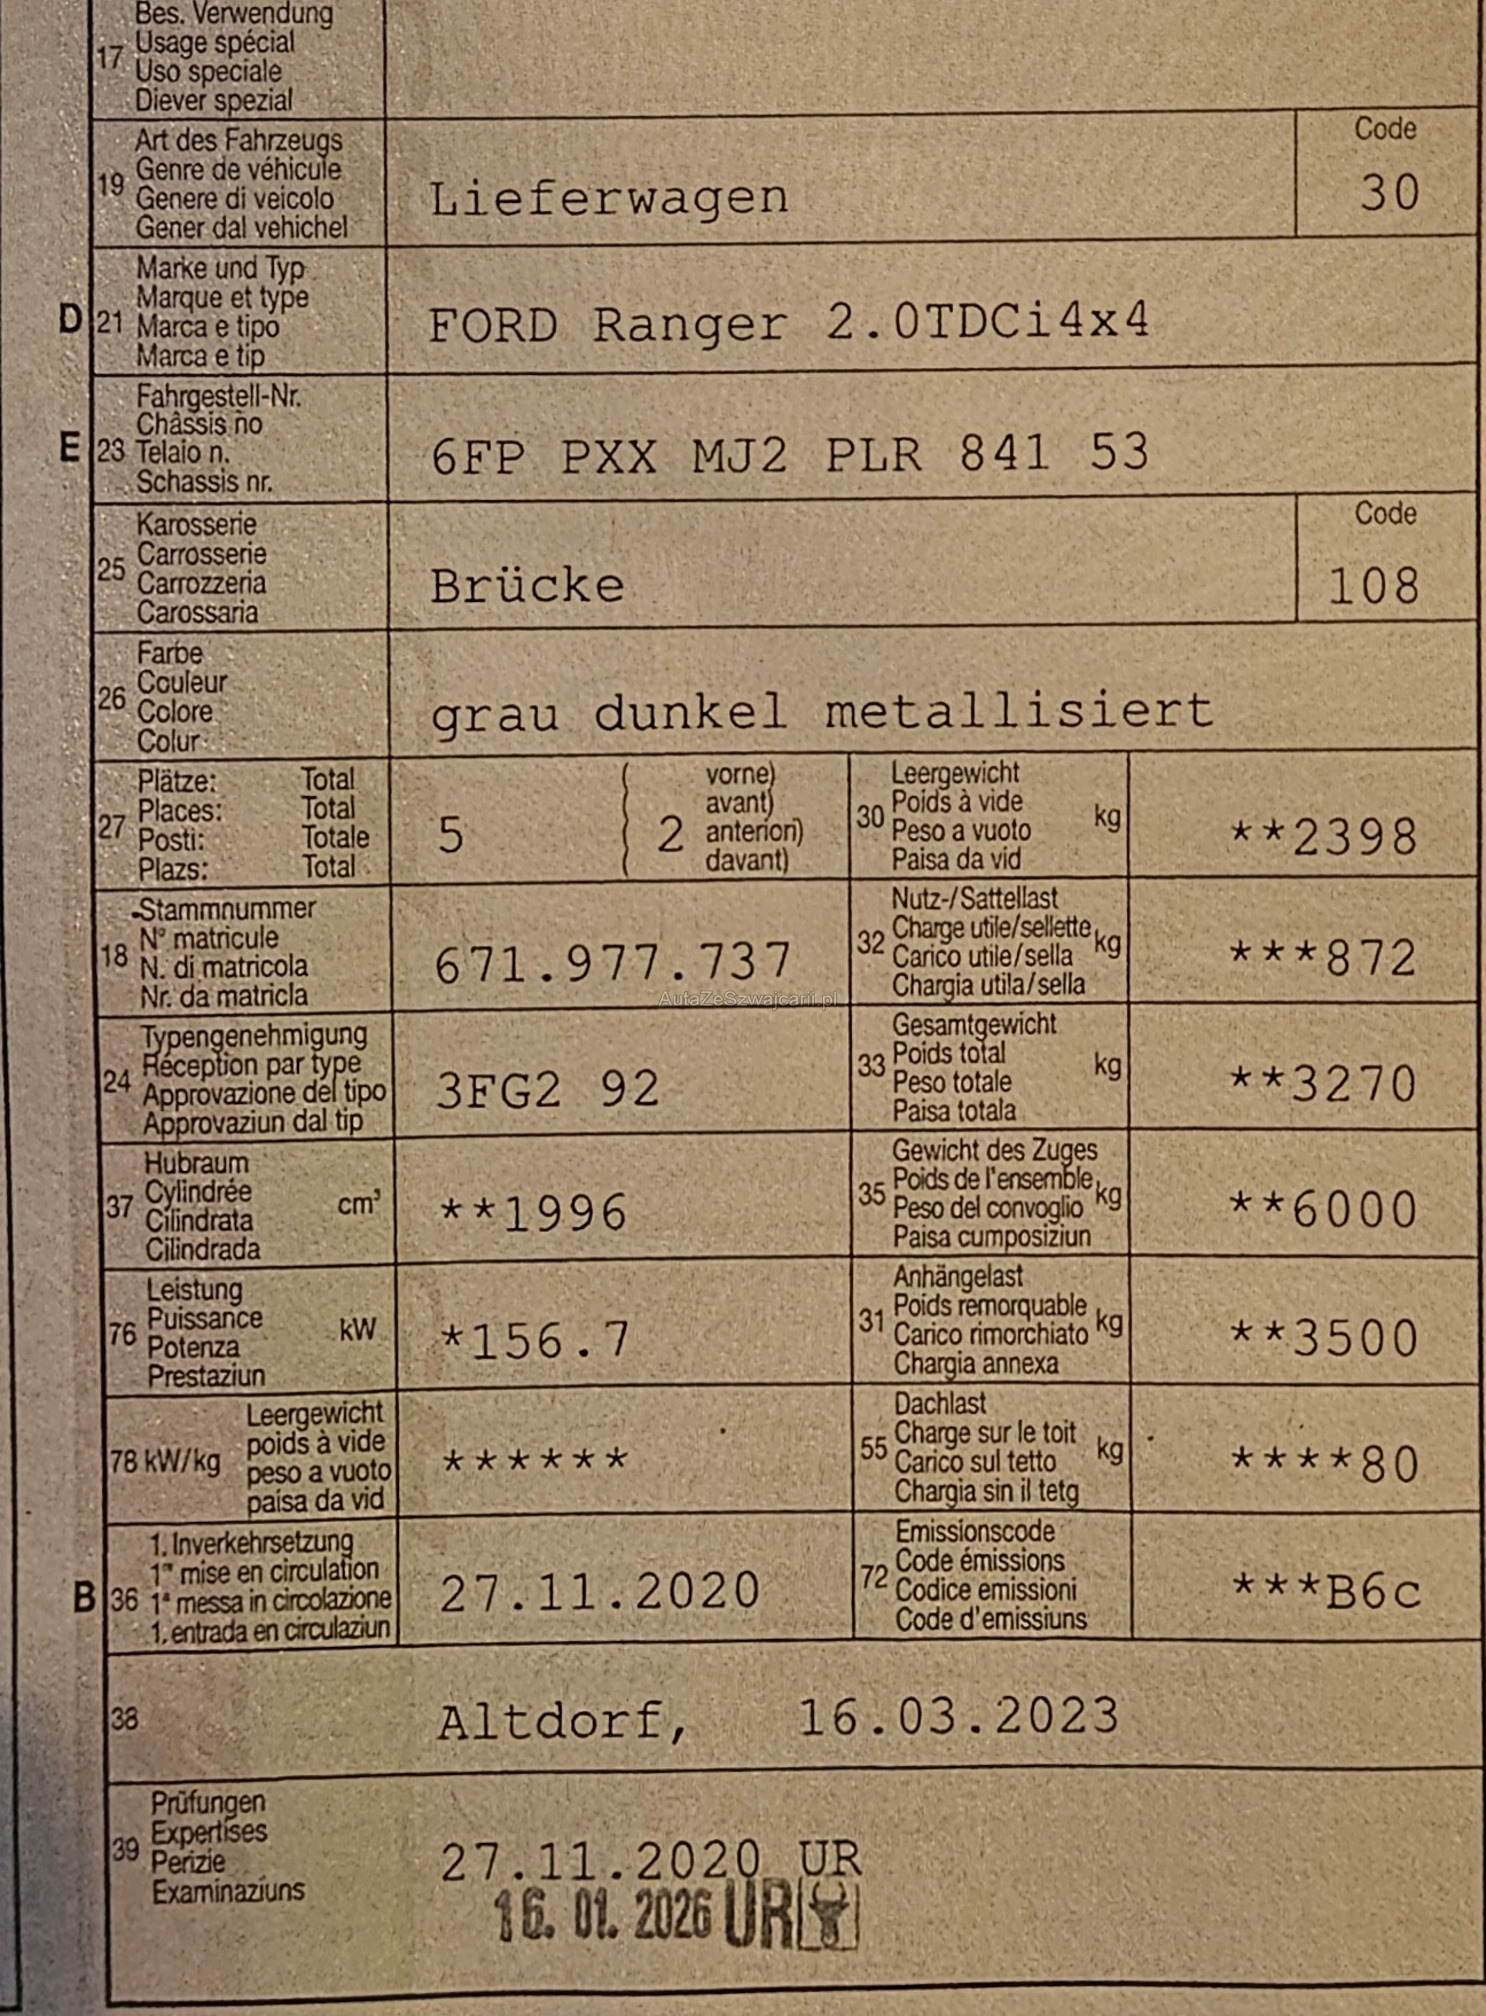 Bes. Verwendung
17 Usage spécial
Uso speciale
Diever spezial
Art des Fahrzeugs
19 Genre de véhicule
Genere di veicolo
Gener dal vehichel
Lieferwagen
Code
30
Marke und Typ
Marque et type
D 21 Marca e tipo
Marca e tip
FORD Ranger 2.0TDCi4x4
Fahrgestell-Nr.
Châssis no
E 23 Telaio n.
Schassis nr.
6FP PXX MJ2 PLR 841 53
Karosserie
25 Carrosserie
Carrozzeria
Carossaria
Brücke
Code
108
Farbe
26 Couleur
Colore
Colur
grau dunkel metallisiert
Plätze: Total
27 Places: Total
Posti: Totale
Plazs: Total
5 ( 2 vorne)
( avant)
( anteriori)
( davant)
Leergewicht
30 Poids à vide kg
Peso a vuoto
Paisa da vid
**2398
Stammnummer
18 N° matricule
N. di matricola
Nr. da matricla
671.977.737
Nutz-/Sattellast
32 Charge utile/sellette kg
Carico utile/sella
Chargia utila/sella
***872
AutaZeSzwajcarii.pl
Typengenehmigung
24 Réception par type
Approvazione del tipo
Approvaziun dal tip
3FG2 92
Gesamtgewicht
33 Poids total kg
Peso totale
Paisa totala
**3270
Hubraum
37 Cylindrée cm³
Cilindrata
Cilindrada
**1996
Gewicht des Zuges
35 Poids de l'ensemble kg
Peso del convoglio
Paisa cumposiziun
**6000
Leistung
76 Puissance kW
Potenza
Prestaziun
*156.7
Anhängelast
31 Poids remorquable kg
Carico rimorchiato
Chargia annexa
**3500
Leergewicht
78 kW/kg poids à vide
peso a vuoto
paisa da vid
******
Dachlast
55 Charge sur le toit kg
Carico sul tetto
Chargia sin il tetg
****80
1. Inverkehrsetzung
1re mise en circulation
B 36 1a messa in circolazione
1. entrada en circulaziun
27.11.2020
Emissionscode
72 Code émissions
Codice emissioni
Code d'emissiuns
***B6c
38 Altdorf, 16.03.2023
Prüfungen
39 Expertises
Perizie
Examinaziuns
27.11.2020 UR
16. 01. 2026 UR